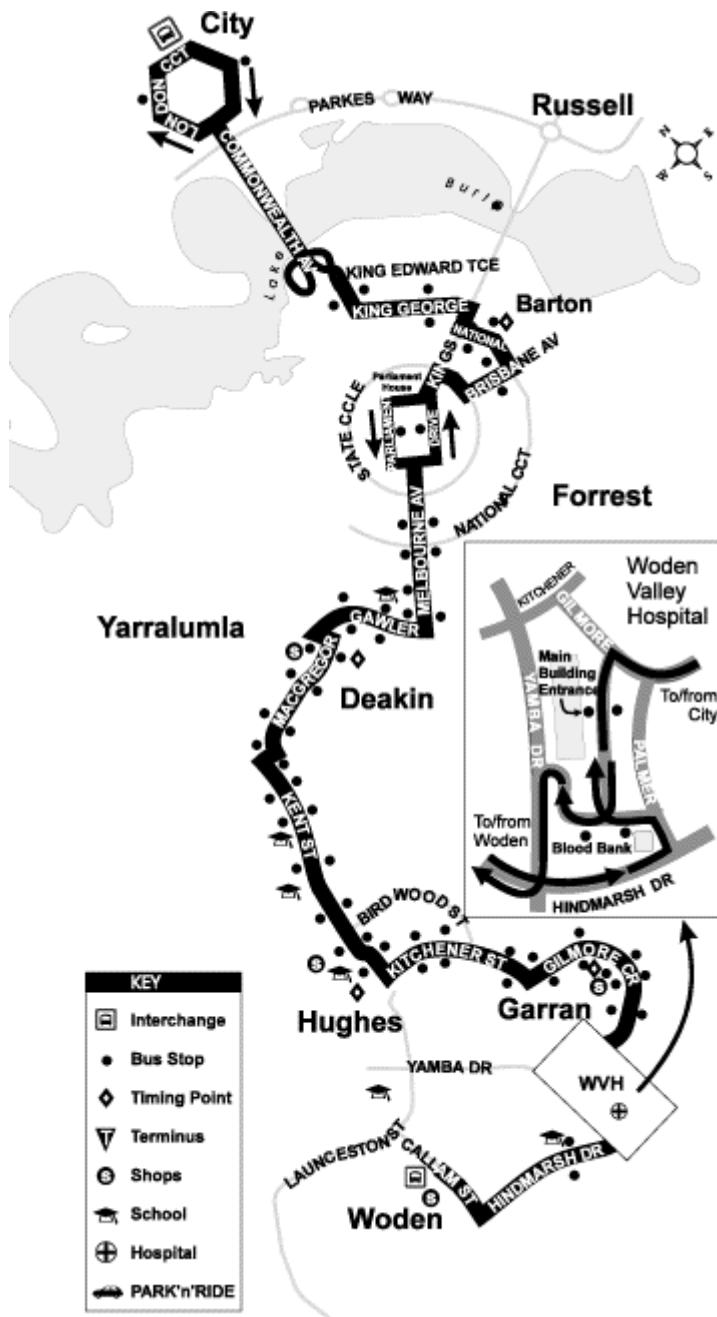 City
LONDON CCT
PARKES WAY
Russell
N
E
W
S
COMMONWEALTH AV
Lake
Burle
KING EDWARD TCE
KING GEORGE
Barton
NATIONAL
KINGS
BRISBANE AV
Parliament
House
STATE CCLE
PARLIAMENT
DRIVE
NATIONAL CCT
MELBOURNE AV
Forrest
Yarralumla
GAWLER
MACGREGOR
Deakin
KENT ST
Woden
Valley
Hospital
KITCHENER
GILMORE
Main
Building
Entrance
To/from
City
YAMBA DR
PALMER
To/from
Woden
Blood Bank
HINDMARSH DR
BIRDWOOD ST
KITCHENER ST
GILMORE CR
S
Garran
Hughes
YAMBA DR
WVH
LAUNCESTON ST
CALLAM ST
HINDMARSH DR
Woden
KEY
Interchange
Bus Stop
Timing Point
T Terminus
S Shops
School
Hospital
PARK'n'RIDE